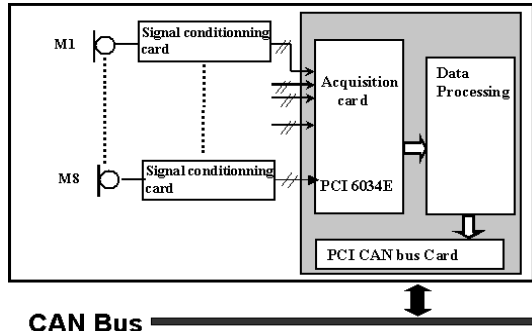 M1
Signal conditionning
card
Acquisition
card
PCI 6034E
Data
Processing
M8
Signal conditionning
card
PCI CAN bus Card
CAN Bus